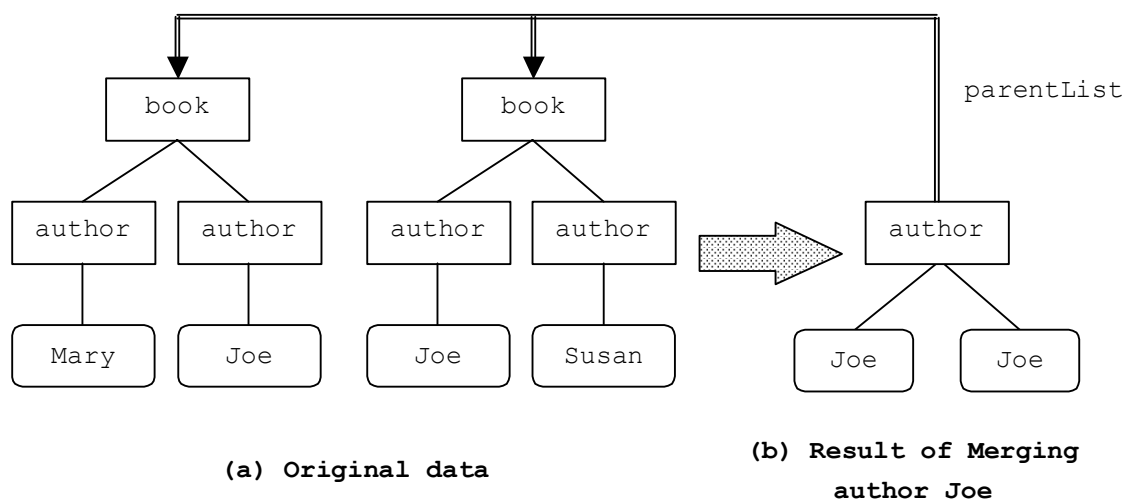 book
book
parentList
author
author
author
author
author
Mary
Joe
Joe
Susan
Joe
Joe
(a) Original data
(b) Result of Merging
author Joe